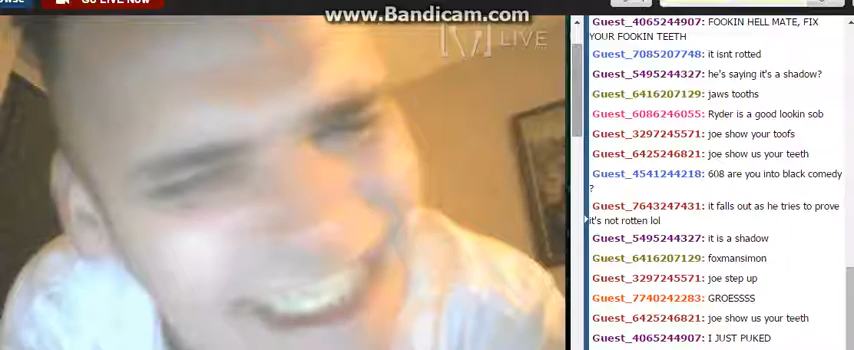 GO LIVE NOW
www.Bandicam.com
LIVE
Guest_4065244907: FOOKIN HELL MATE, FIX
YOUR FOOKIN TEETH
Guest_7085207748: it isnt rotted
Guest_5495244327: he's saying it's a shadow?
Guest_6416207129: jaws tooths
Guest_6086246055: Ryder is a good lookin sob
Guest_3297245571: joe show your toofs
Guest_6425246821: joe show us your teeth
Guest_4541244218: 608 are you into black comedy
?
Guest_7643247431: it falls out as he tries to prove
it's not rotten lol
Guest_5495244327: it is a shadow
Guest_6416207129: foxmansimon
Guest_3297245571: joe step up
Guest_7740242283: GROESSSS
Guest_6425246821: joe show us your teeth
Guest_4065244907: I JUST PUKED